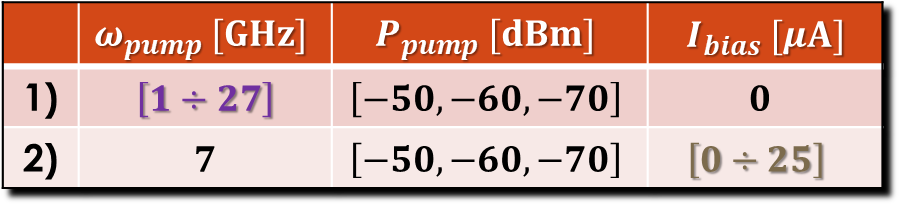 ω_pump [GHz] P_pump [dBm] I_bias [μA]
1) [1 ÷ 27] [−50, −60, −70] 0
2) 7 [−50, −60, −70] [0 ÷ 25]